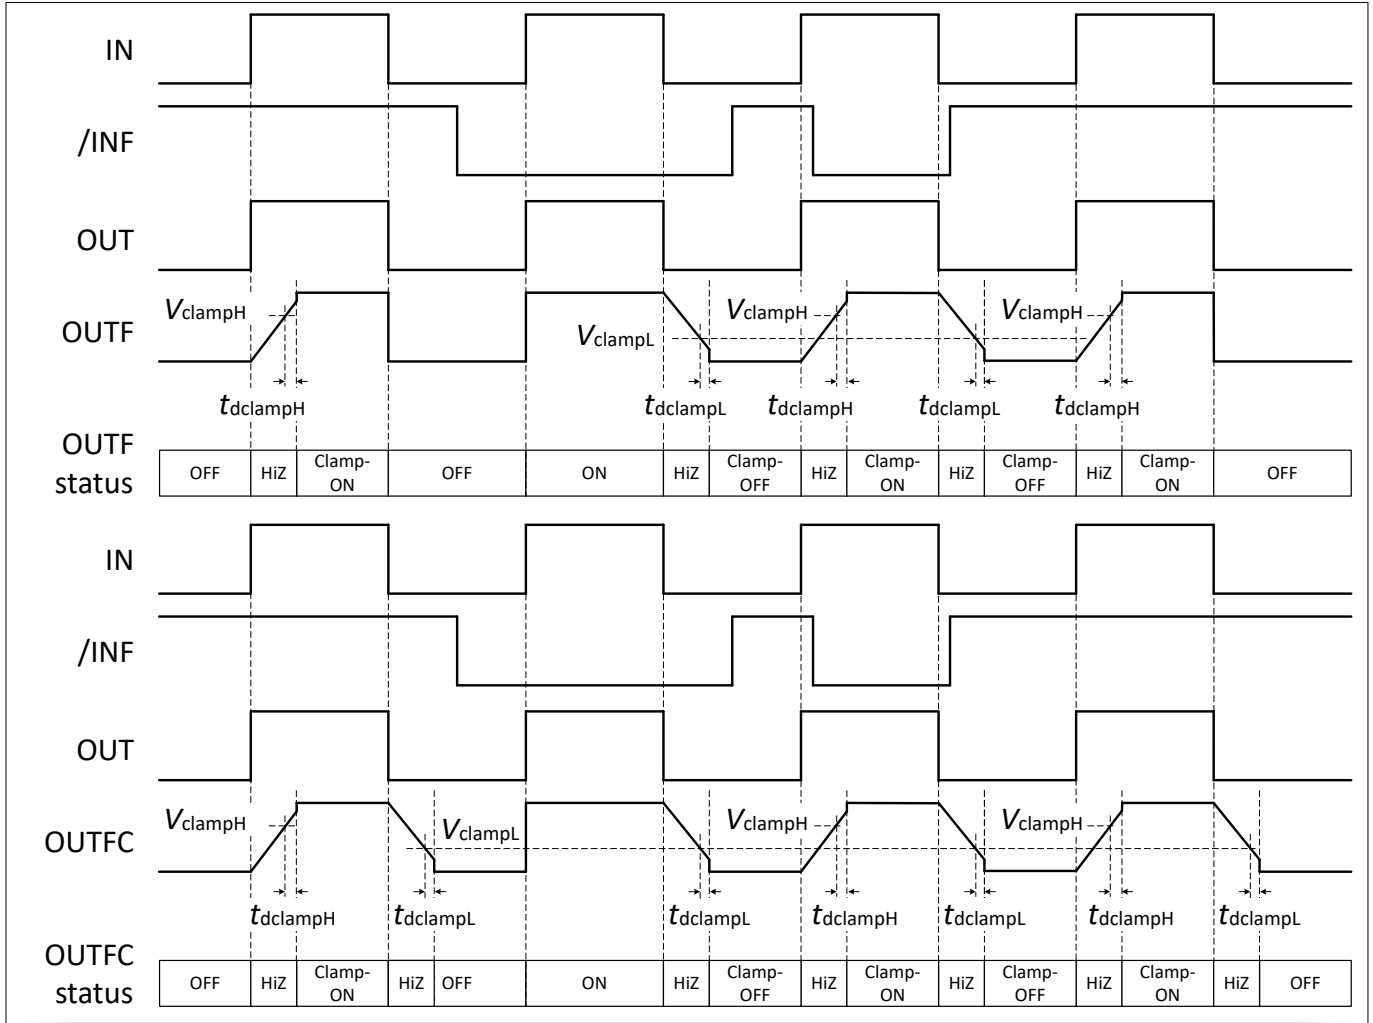 IN
/INF
OUT
VclampH VclampH VclampH
OUTF
VclampL
tdclampH tdclampL tdclampH tdclampL tdclampH
OUTF
status
OFF HiZ Clamp-ON OFF ON HiZ Clamp-OFF HiZ Clamp-ON HiZ Clamp-OFF HiZ Clamp-ON OFF
IN
/INF
OUT
VclampH VclampL VclampH VclampH
OUTFC
tdclampH tdclampL tdclampL tdclampH tdclampL tdclampH tdclampL
OUTFC
status
OFF HiZ Clamp-ON HiZ OFF ON HiZ Clamp-OFF HiZ Clamp-ON HiZ Clamp-OFF HiZ Clamp-ON HiZ OFF